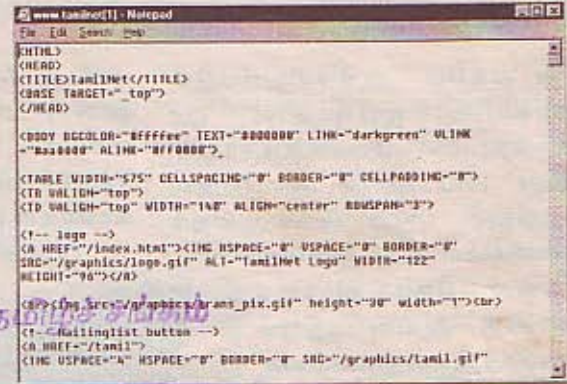 www.tamilnet[1] - Notepad
File Edit Search Help
<HTML>
<HEAD>
<TITLE>TamilNet</TITLE>
<BASE TARGET="_top">
</HEAD>
<BODY BGCOLOR="#ffffee" TEXT="#000000" LINK="darkgreen" VLINK
="#aa0000" ALINK="#ff0000">
<TABLE WIDTH="575" CELLSPACING="0" BORDER="0" CELLPADDING="0">
<TR VALIGN="top">
<TD VALIGN="top" WIDTH="140" ALIGN="center" ROWSPAN="3">
<!-- logo -->
<A HREF="/index.html"><IMG HSPACE="0" VSPACE="0" BORDER="0"
SRC="/graphics/logo.gif" ALT="TamilNet Logo" WIDTH="122"
HEIGHT="96"></A>
<BR><img src="/graphics/trans_pix.gif" height="30" width="1"><br>
தமிழ்ச் சங்கம்
<!-- Mailinglist button -->
<A HREF="/tamil">
<IMG VSPACE="4" HSPACE="0" BORDER="0" SRC="/graphics/tamil.gif"